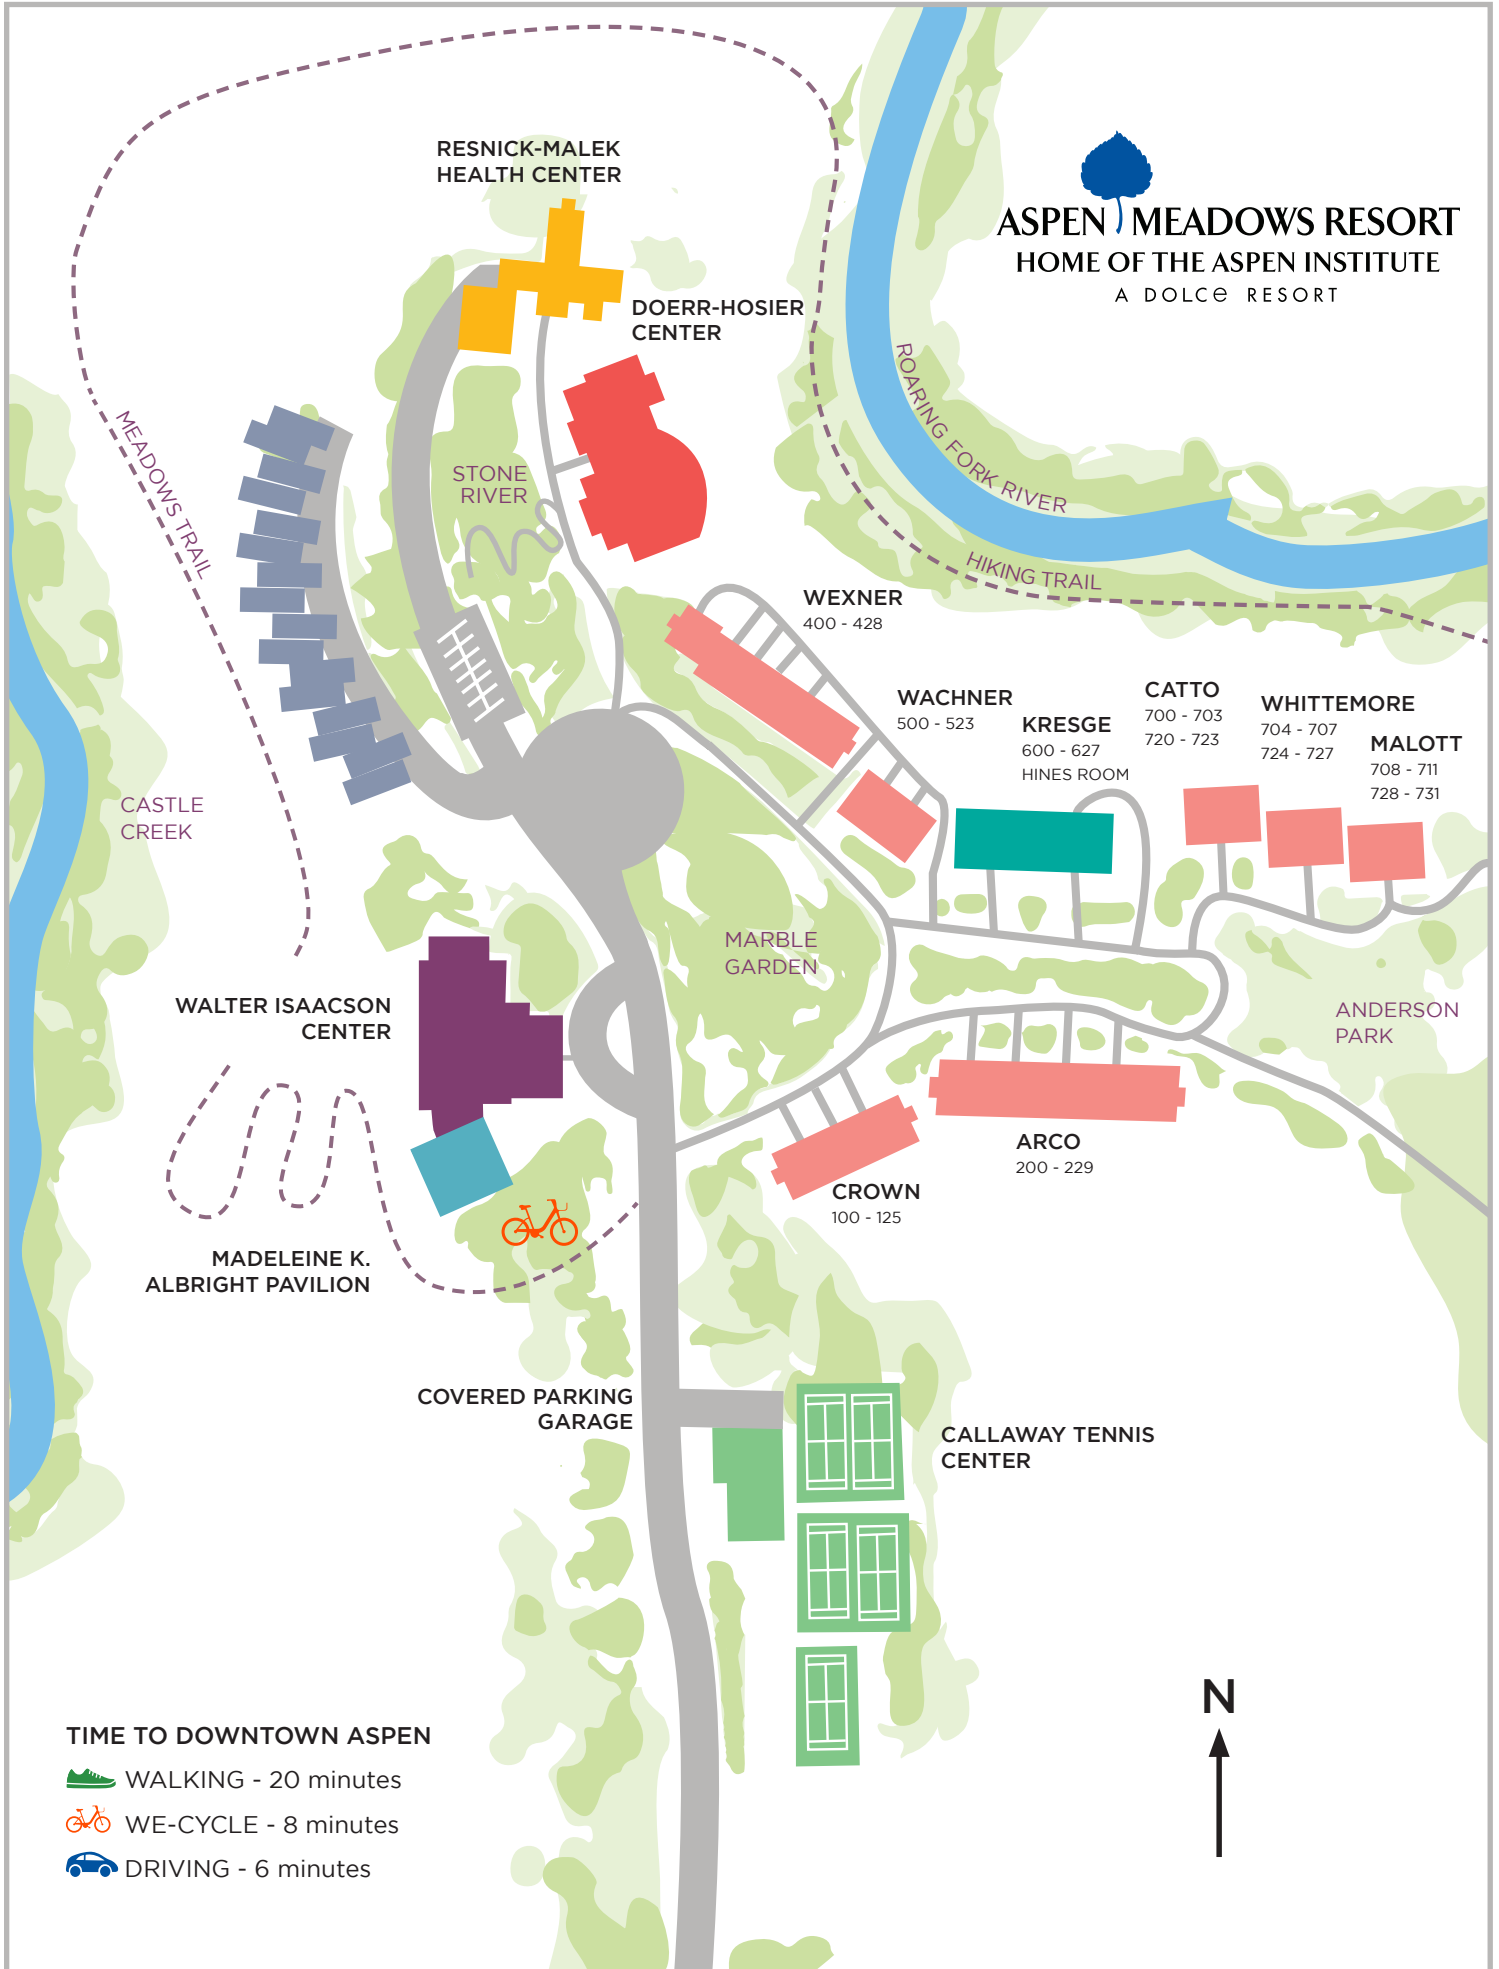 RESNICK-MALEK
HEALTH CENTER
ASPEN MEADOWS RESORT
HOME OF THE ASPEN INSTITUTE
A DOLCe RESORT
DOERR-HOSIER
CENTER
ROARING FORK RIVER
MEADOWS TRAIL
STONE
RIVER
HIKING TRAIL
WEXNER
400 - 428
WACHNER
500 - 523
KRESGE
600 - 627
HINES ROOM
CATTO
700 - 703
720 - 723
WHITTEMORE
704 - 707
724 - 727
MALOTT
708 - 711
728 - 731
CASTLE
CREEK
MARBLE
GARDEN
WALTER ISAACSON
CENTER
ANDERSON
PARK
ARCO
200 - 229
CROWN
100 - 125
MADELEINE K.
ALBRIGHT PAVILION
COVERED PARKING
GARAGE
CALLAWAY TENNIS
CENTER
N
TIME TO DOWNTOWN ASPEN
WALKING - 20 minutes
WE-CYCLE - 8 minutes
DRIVING - 6 minutes